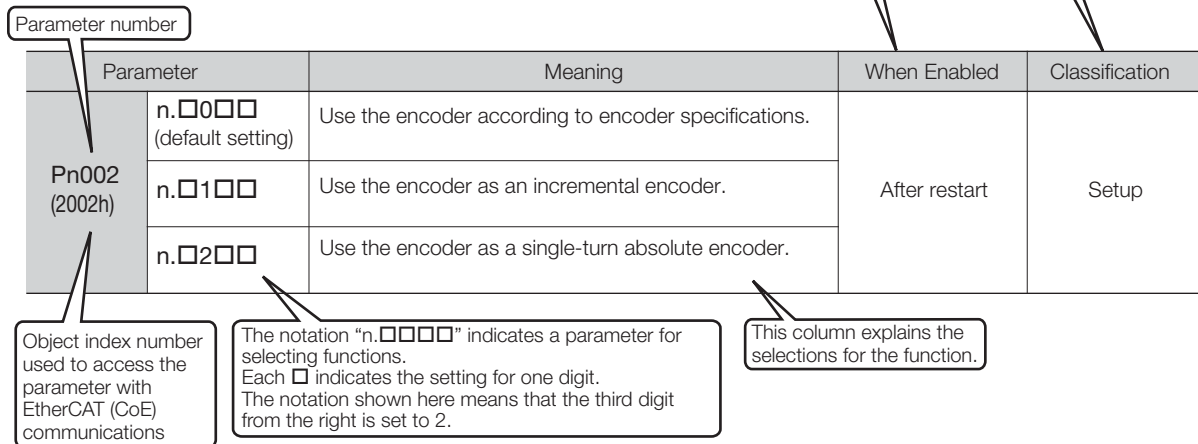 Parameter number
Parameter Meaning When Enabled Classification
Pn002
(2002h)
n.□0□□
(default setting)
Use the encoder according to encoder specifications.
n.□1□□
Use the encoder as an incremental encoder.
n.□2□□
Use the encoder as a single-turn absolute encoder.
After restart
Setup
Object index number
used to access the
parameter with
EtherCAT (CoE)
communications
The notation “n.□□□□” indicates a parameter for
selecting functions.
Each □ indicates the setting for one digit.
The notation shown here means that the third digit
from the right is set to 2.
This column explains the
selections for the function.